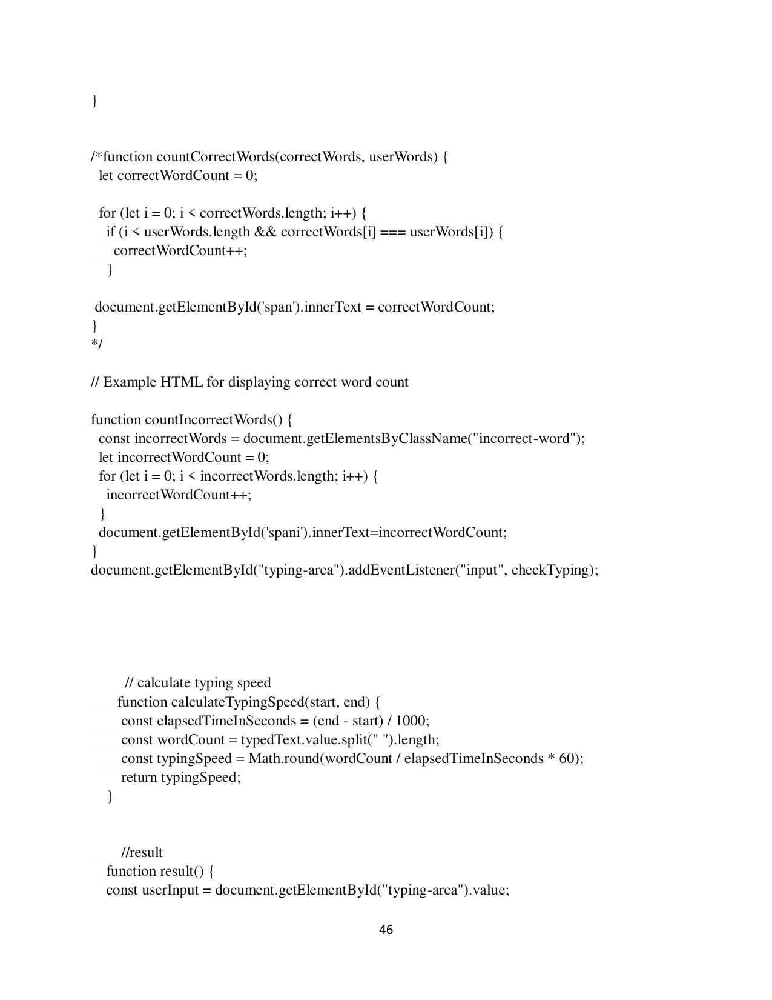 }
/*function countCorrectWords(correctWords, userWords) {
  let correctWordCount = 0;
  for (let i = 0; i < correctWords.length; i++) {
    if (i < userWords.length && correctWords[i] === userWords[i]) {
      correctWordCount++;
    }
 document.getElementById('span').innerText = correctWordCount;
}
*/
// Example HTML for displaying correct word count
function countIncorrectWords() {
  const incorrectWords = document.getElementsByClassName("incorrect-word");
  let incorrectWordCount = 0;
  for (let i = 0; i < incorrectWords.length; i++) {
    incorrectWordCount++;
  }
  document.getElementById('spani').innerText=incorrectWordCount;
}
document.getElementById("typing-area").addEventListener("input", checkTyping);
         // calculate typing speed
       function calculateTypingSpeed(start, end) {
        const elapsedTimeInSeconds = (end - start) / 1000;
        const wordCount = typedText.value.split(" ").length;
        const typingSpeed = Math.round(wordCount / elapsedTimeInSeconds * 60);
        return typingSpeed;
    }
        //result
    function result() {
    const userInput = document.getElementById("typing-area").value;
46